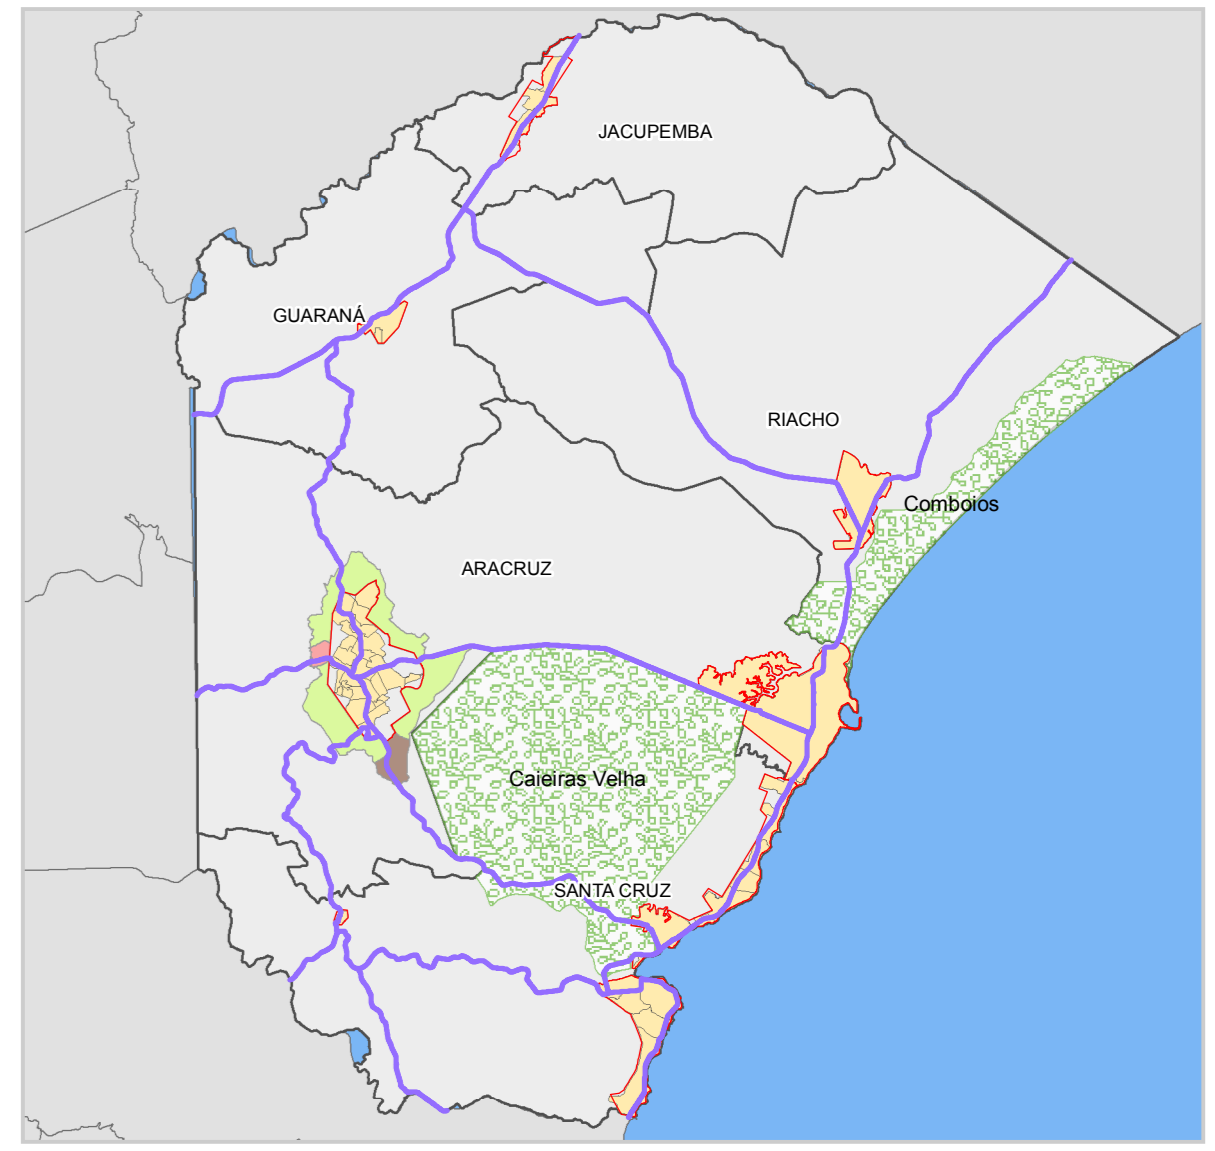 JACUPEMBA
GUARANÁ
RIACHO
Comboios
ARACRUZ
Caieiras Velha
SANTA CRUZ